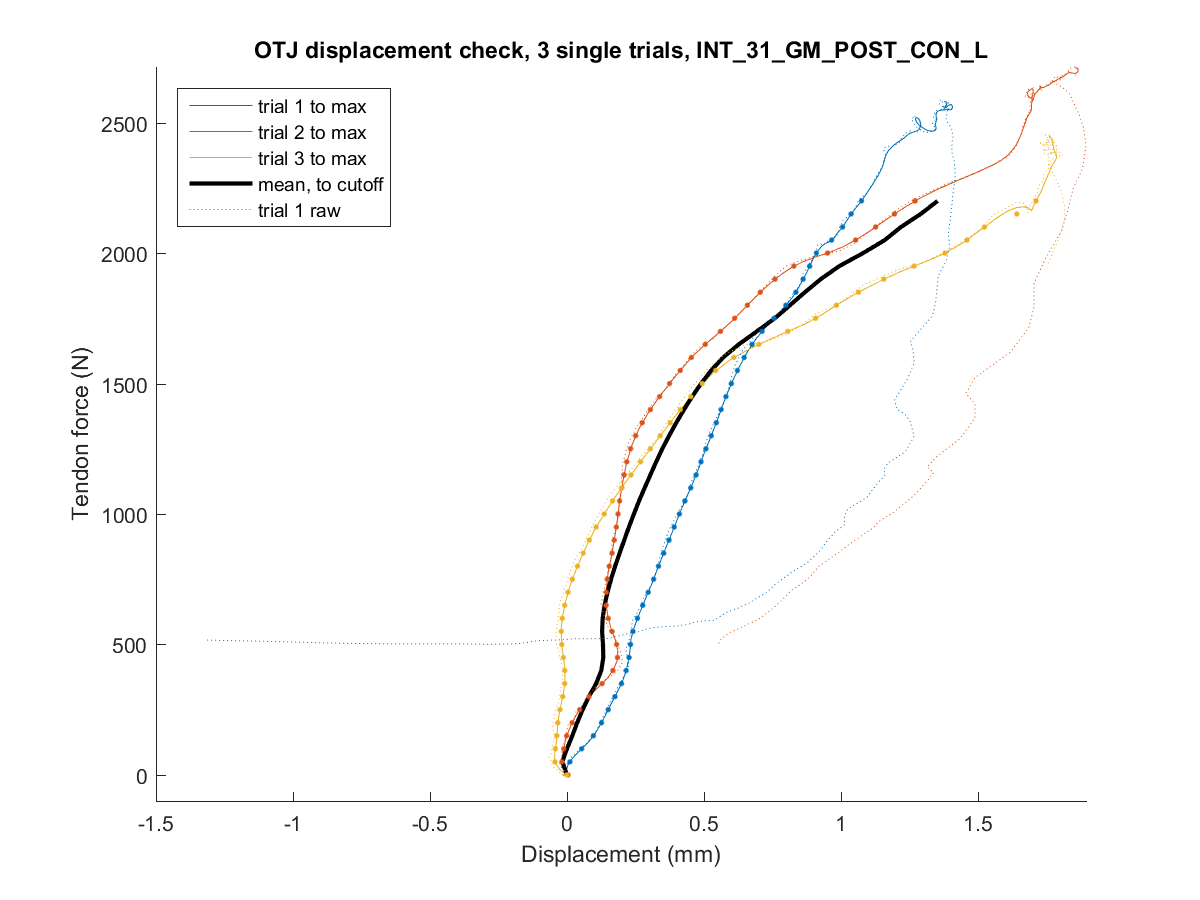 OTJ displacement check, 3 single trials, INT_31_GM_POST_CON_L
trial 1 to max
trial 2 to max
trial 3 to max
mean, to cutoff
trial 1 raw
2500
2000
1500
1000
500
0
Tendon force (N)
-1.5 -1 -0.5 0 0.5 1 1.5
Displacement (mm)